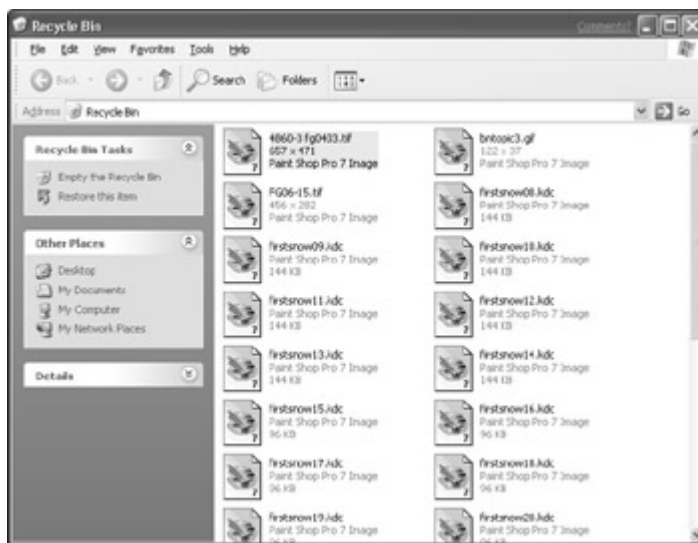 Recycle Bin
Comments?
File Edit View Favorites Tools Help
Back Search Folders
Address Recycle Bin Go
Recycle Bin Tasks
Empty the Recycle Bin
Restore this item
Other Places
Desktop
My Documents
My Computer
My Network Places
Details
4860-3 fg0433.tif
657 x 471
Paint Shop Pro 7 Image
bntopic3.gif
122 x 37
Paint Shop Pro 7 Image
FG06-15.tif
456 x 282
Paint Shop Pro 7 Image
firstsnow08.kdc
Paint Shop Pro 7 Image
144 KB
firstsnow09.kdc
Paint Shop Pro 7 Image
144 KB
firstsnow10.kdc
Paint Shop Pro 7 Image
144 KB
firstsnow11.kdc
Paint Shop Pro 7 Image
144 KB
firstsnow12.kdc
Paint Shop Pro 7 Image
144 KB
firstsnow13.kdc
Paint Shop Pro 7 Image
144 KB
firstsnow14.kdc
Paint Shop Pro 7 Image
144 KB
firstsnow15.kdc
Paint Shop Pro 7 Image
96 KB
firstsnow16.kdc
Paint Shop Pro 7 Image
96 KB
firstsnow17.kdc
Paint Shop Pro 7 Image
96 KB
firstsnow18.kdc
Paint Shop Pro 7 Image
96 KB
firstsnow19.kdc
Paint Shop Pro 7 Image
96 KB
firstsnow20.kdc
Paint Shop Pro 7 Image
96 KB